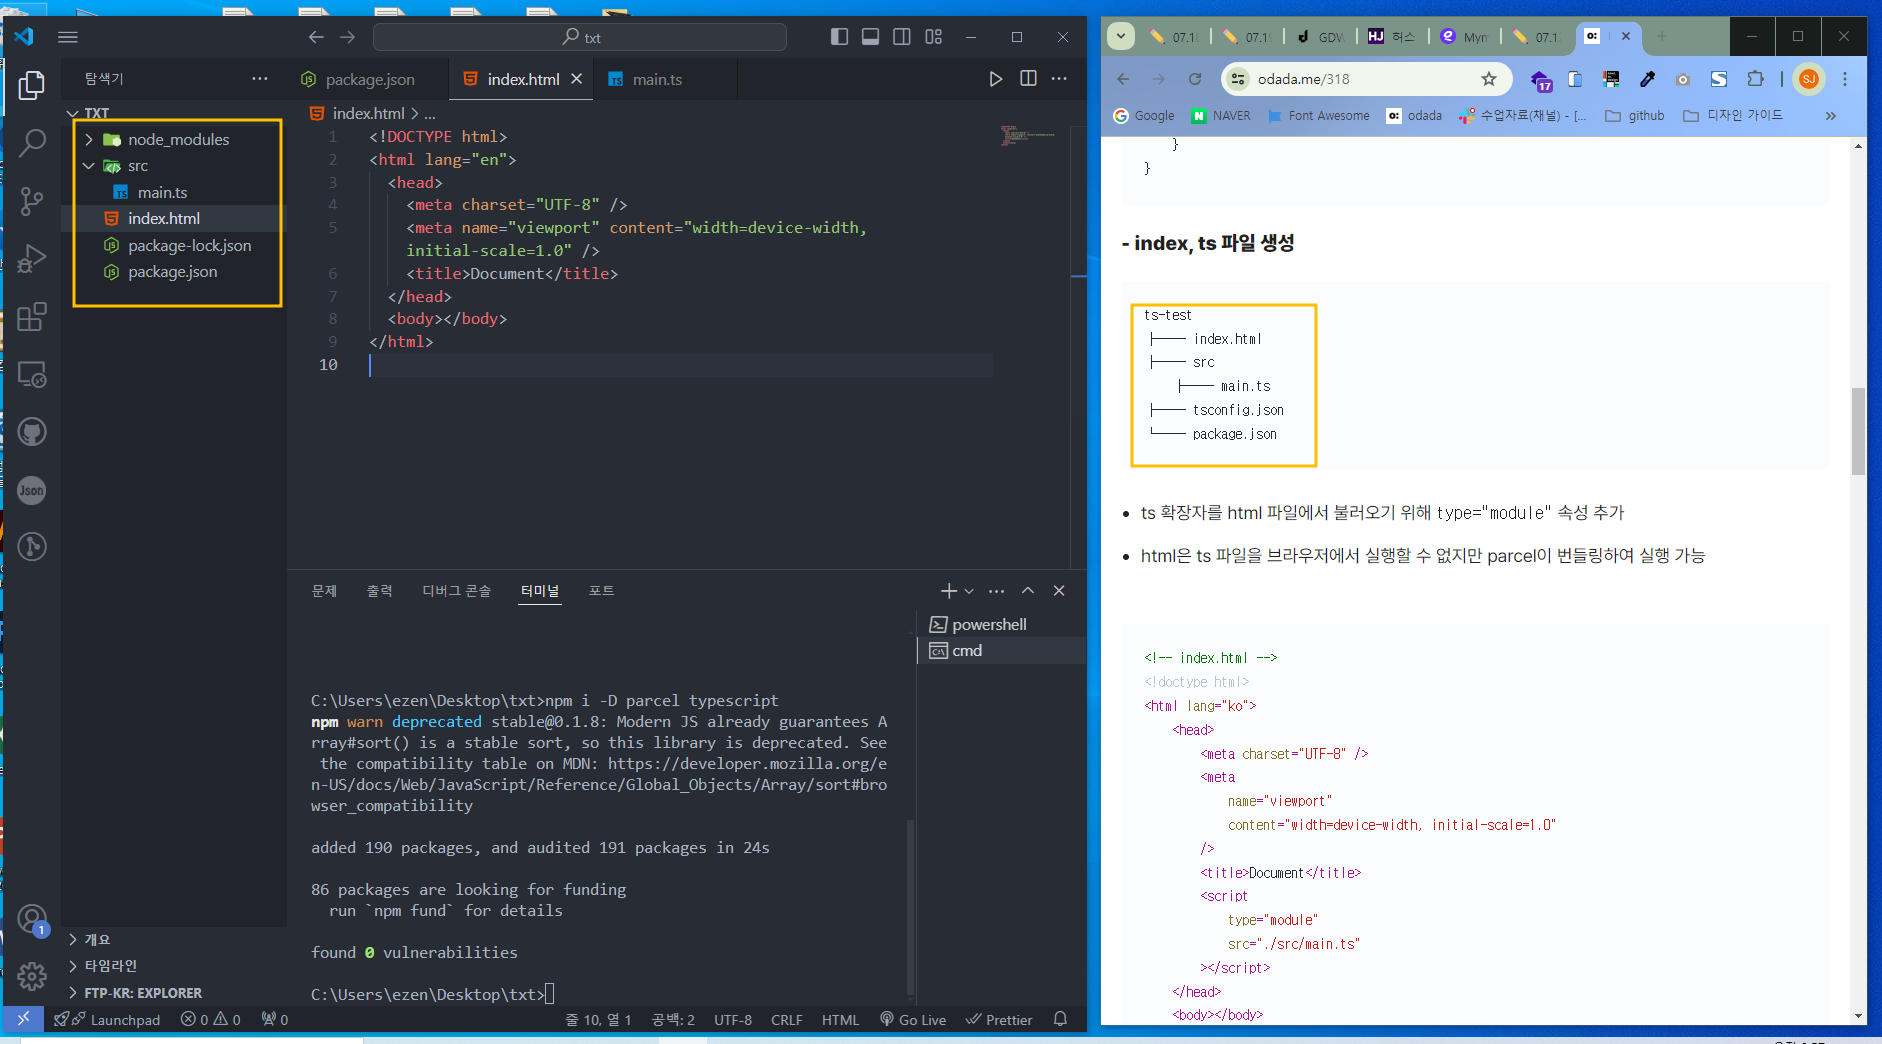 txt
탐색기
package.json
index.html
main.ts
TXT
node_modules
src
main.ts
index.html
package-lock.json
package.json
개요
타임라인
FTP-KR: EXPLORER
index.html > ...
1 <!DOCTYPE html>
2 <html lang="en">
3 <head>
4 <meta charset="UTF-8" />
5 <meta name="viewport" content="width=device-width,
initial-scale=1.0" />
6 <title>Document</title>
7 </head>
8 <body></body>
9 </html>
10
문제 출력 디버그 콘솔 터미널 포트
powershell
cmd
C:\Users\ezen\Desktop\txt>npm i -D parcel typescript
npm warn deprecated stable@0.1.8: Modern JS already guarantees A
rray#sort() is a stable sort, so this library is deprecated. See
the compatibility table on MDN: https://developer.mozilla.org/e
n-US/docs/Web/JavaScript/Reference/Global_Objects/Array/sort#bro
wser_compatibility
added 190 packages, and audited 191 packages in 24s
86 packages are looking for funding
run `npm fund` for details
found 0 vulnerabilities
C:\Users\ezen\Desktop\txt>
Json
1
Launchpad 0 0 0 줄 10, 열 1 공백: 2 UTF-8 CRLF HTML Go Live Prettier
07.1 07.1 GDW HJ 허스 Mym 07.1 o:
odada.me/318
17
SJ
Google NAVER Font Awesome o: odada 수업자료(채널) - [... github 디자인 가이드 »
}
}
- index, ts 파일 생성
ts-test
├── index.html
├── src
├── main.ts
├── tsconfig.json
└── package.json
• ts 확장자를 html 파일에서 불러오기 위해 type="module" 속성 추가
• html은 ts 파일을 브라우저에서 실행할 수 없지만 parcel이 번들링하여 실행 가능
<!-- index.html -->
<!doctype html>
<html lang="ko">
<head>
<meta charset="UTF-8" />
<meta
name="viewport"
content="width=device-width, initial-scale=1.0"
/>
<title>Document</title>
<script
type="module"
src="./src/main.ts"
></script>
</head>
<body></body>